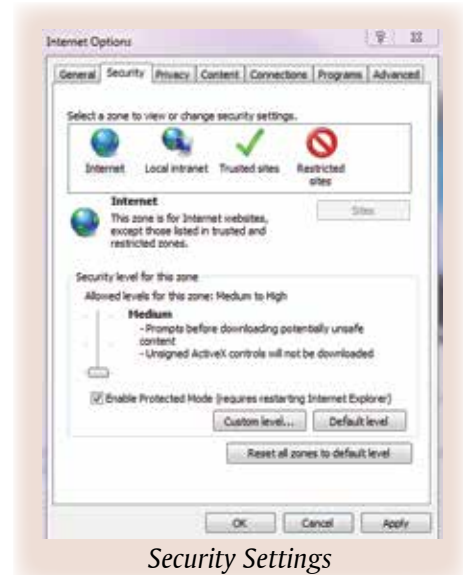 Internet Options
General Security Privacy Content Connections Programs Advanced
Select a zone to view or change security settings.
Internet Local intranet Trusted sites Restricted sites
Internet
Sites
This zone is for Internet websites,
except those listed in trusted and
restricted zones.
Security level for this zone
Allowed levels for this zone: Medium to High
Medium
- Prompts before downloading potentially unsafe
content
- Unsigned ActiveX controls will not be downloaded
Enable Protected Mode (requires restarting Internet Explorer)
Custom level... Default level
Reset all zones to default level
OK Cancel Apply
Security Settings